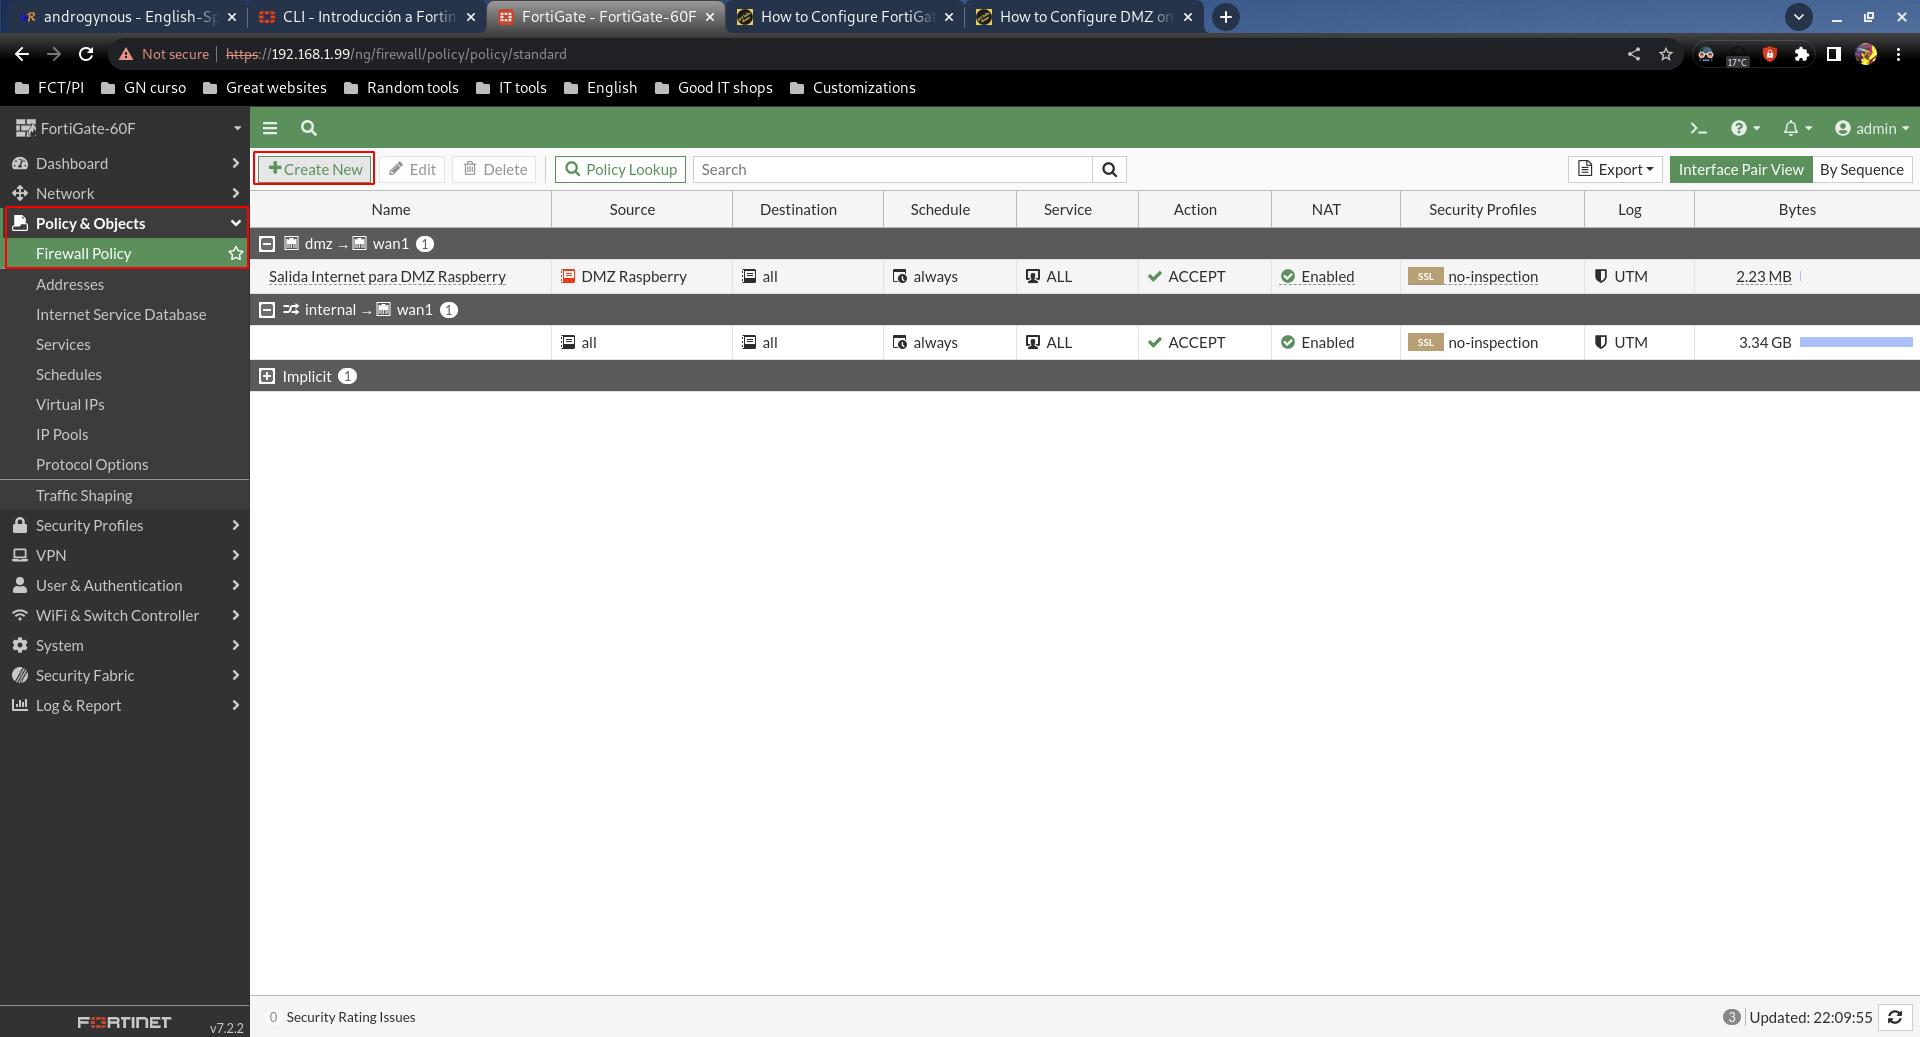 androgynous - English-Sp
CLI - Introducción a Fortin
FortiGate - FortiGate-60F
How to Configure FortiGa
How to Configure DMZ on
Not secure
https://192.168.1.99/ng/firewall/policy/policy/standard
17°C
FCT/PI
GN curso
Great websites
Random tools
IT tools
English
Good IT shops
Customizations
FortiGate-60F
admin
Dashboard
Network
Policy & Objects
Firewall Policy
Addresses
Internet Service Database
Services
Schedules
Virtual IPs
IP Pools
Protocol Options
Traffic Shaping
Security Profiles
VPN
User & Authentication
WiFi & Switch Controller
System
Security Fabric
Log & Report
FORTINET
v7.2.2
Create New
Edit
Delete
Policy Lookup
Search
Export
Interface Pair View
By Sequence
Name Source Destination Schedule Service Action NAT Security Profiles Log Bytes
dmz → wan1 1
Salida Internet para DMZ Raspberry DMZ Raspberry all always ALL ACCEPT Enabled SSL no-inspection UTM 2.23 MB
internal → wan1 1
all all always ALL ACCEPT Enabled SSL no-inspection UTM 3.34 GB
Implicit 1
0 Security Rating Issues
3 Updated: 22:09:55